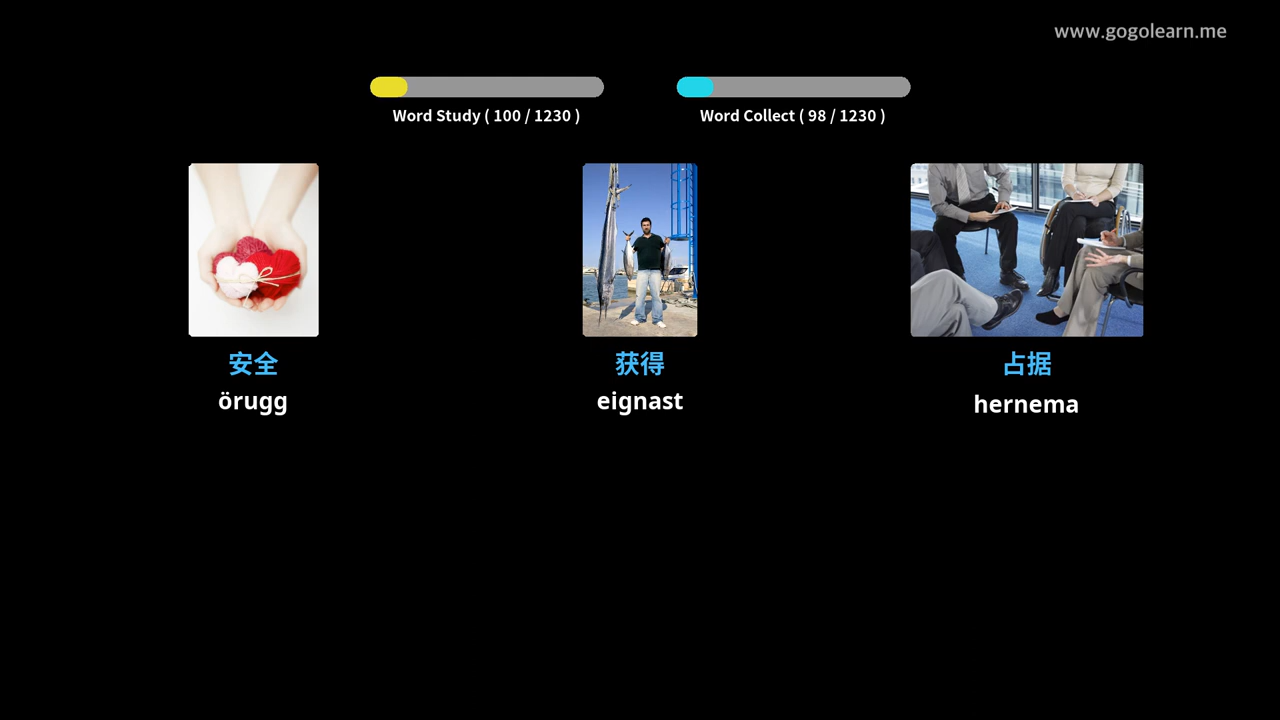 www.gogolearn.me
Word Study ( 100 / 1230 )
Word Collect ( 98 / 1230 )
安全
örugg
获得
eignast
占据
hernema